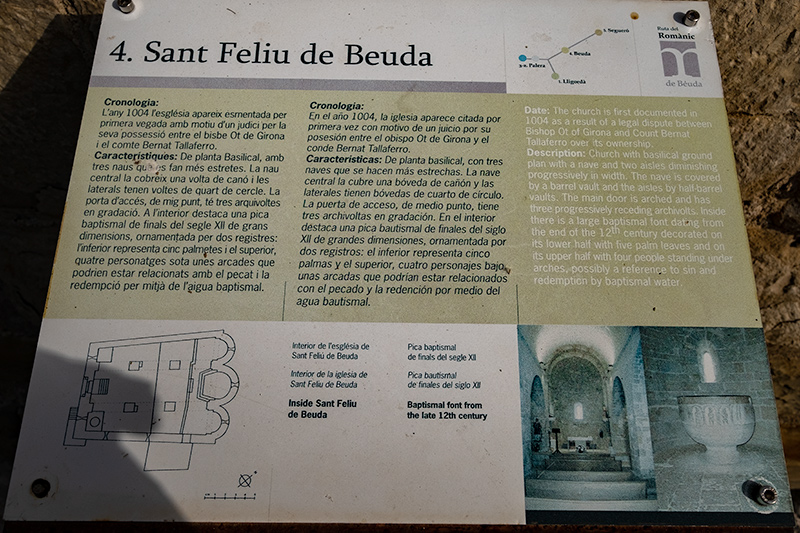 4. Sant Feliu de Beuda
1. Segueró
2. Beuda
3-4. Palera
5. Lligordà
Ruta del
Romànic
de Beuda
Cronologia:
L'any 1004 l'església apareix esmentada per
primera vegada amb motiu d'un judici per la
seva possessió entre el bisbe Ot de Girona
i el comte Bernat Tallaferro.
Característiques: De planta Basilical, amb
tres naus que es fan més estretes. La nau
central la cobreix una volta de canó i les
laterals tenen voltes de quart de cercle. La
porta d'accés, de mig punt, té tres arquivoltes
en gradació. A l'interior destaca una pica
baptismal de finals del segle XII de grans
dimensions, ornamentada per dos registres:
l'inferior representa cinc palmetes i el superior,
quatre personatges sota unes arcades que
podrien estar relacionats amb el pecat i la
redempció per mitjà de l'aigua baptismal.
Cronología:
En el año 1004, la iglesia aparece citada por
primera vez con motivo de un juicio por su
posesión entre el obispo Ot de Girona y el
conde Bernat Tallaferro.
Características: De planta basilical, con tres
naves que se hacen más estrechas. La nave
central la cubre una bóveda de cañón y las
laterales tienen bóvedas de cuarto de círculo.
La puerta de acceso, de medio punto, tiene
tres archivoltas en gradación. En el interior
destaca una pica baptismal de finales del siglo
XII de grandes dimensiones, ornamentada por
dos registros: el inferior representa cinco
palmas y el superior, cuatro personajes bajo
unas arcadas que podrían estar relacionados
con el pecado y la redención por medio del
agua bautismal.
Date: The church is first documented in
1004 as a result of a legal dispute between
Bishop Ot of Girona and Count Bernat
Tallaferro over its ownership.
Description: Church with basilical ground
plan with a nave and two aisles diminishing
progressively in width. The nave is covered
by a barrel vault and the aisles by half-barrel
vaults. The main door is arched and has
three progressively receding archivolts. Inside
there is a large baptismal font dating from
the end of the 12th century decorated on
its lower half with five palm leaves and on
its upper half with four people standing under
arches, possibly a reference to sin and
redemption by baptismal water.
Interior de l'església de
Sant Feliú de Beuda
Interior de la iglesia de
Sant Feliu de Beuda
Inside Sant Feliu
de Beuda
Pica baptismal
de finals del segle XII
Pica bautismal
de finales del siglo XII
Baptismal font from
the late 12th century